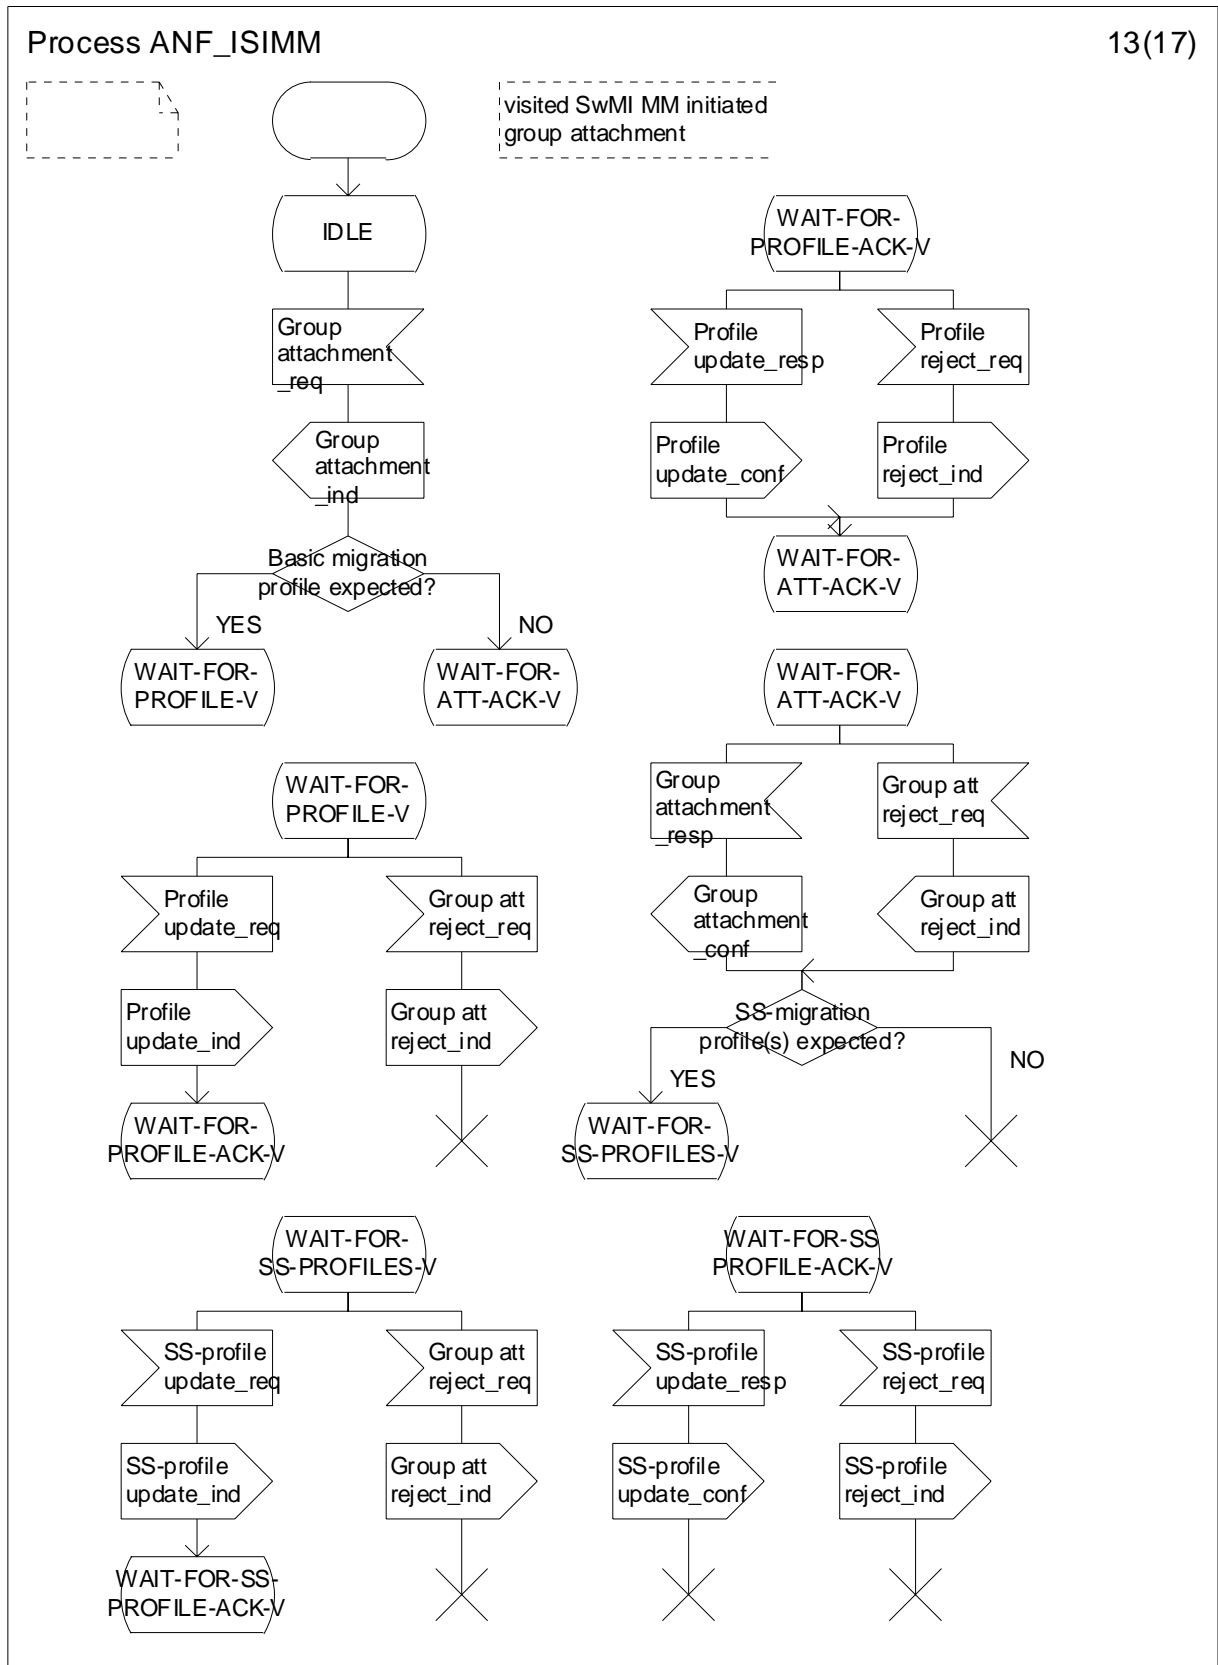 Process ANF_ISIMM
13(17)
visited SwMI MM initiated
group attachment
IDLE
Group
attachment
_req
Group
attachment
_ind
Basic migration
profile expected?
YES
NO
WAIT-FOR-
PROFILE-V
WAIT-FOR-
ATT-ACK-V
WAIT-FOR-
PROFILE-ACK-V
Profile
update_resp
Profile
reject_req
Profile
update_conf
Profile
reject_ind
WAIT-FOR-
ATT-ACK-V
WAIT-FOR-
PROFILE-V
Profile
update_req
Group att
reject_req
Profile
update_ind
Group att
reject_ind
WAIT-FOR-
PROFILE-ACK-V
WAIT-FOR-
ATT-ACK-V
Group
attachment
_resp
Group att
reject_req
Group
attachment
_conf
Group att
reject_ind
SS-migration
profile(s) expected?
YES
NO
WAIT-FOR-
SS-PROFILES-V
WAIT-FOR-
SS-PROFILES-V
SS-profile
update_req
Group att
reject_req
SS-profile
update_ind
Group att
reject_ind
WAIT-FOR-SS-
PROFILE-ACK-V
WAIT-FOR-SS
PROFILE-ACK-V
SS-profile
update_resp
SS-profile
reject_req
SS-profile
update_conf
SS-profile
reject_ind